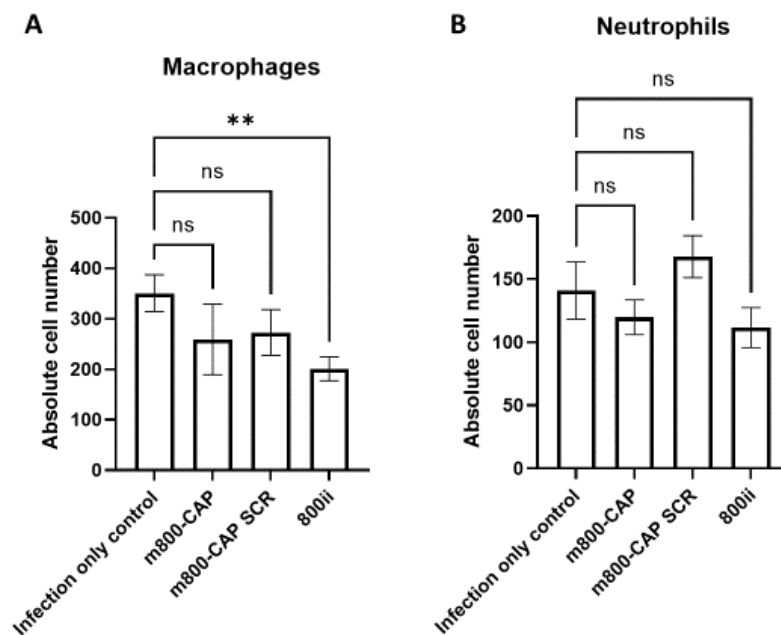 A
Macrophages
**
ns
ns
500
400
300
200
100
0
Absolute cell number
Infection only control
m800-CAP
m800-CAP SCR
800ii
B
Neutrophils
ns
ns
ns
200
150
100
50
0
Absolute cell number
Infection only control
m800-CAP
m800-CAP SCR
800ii